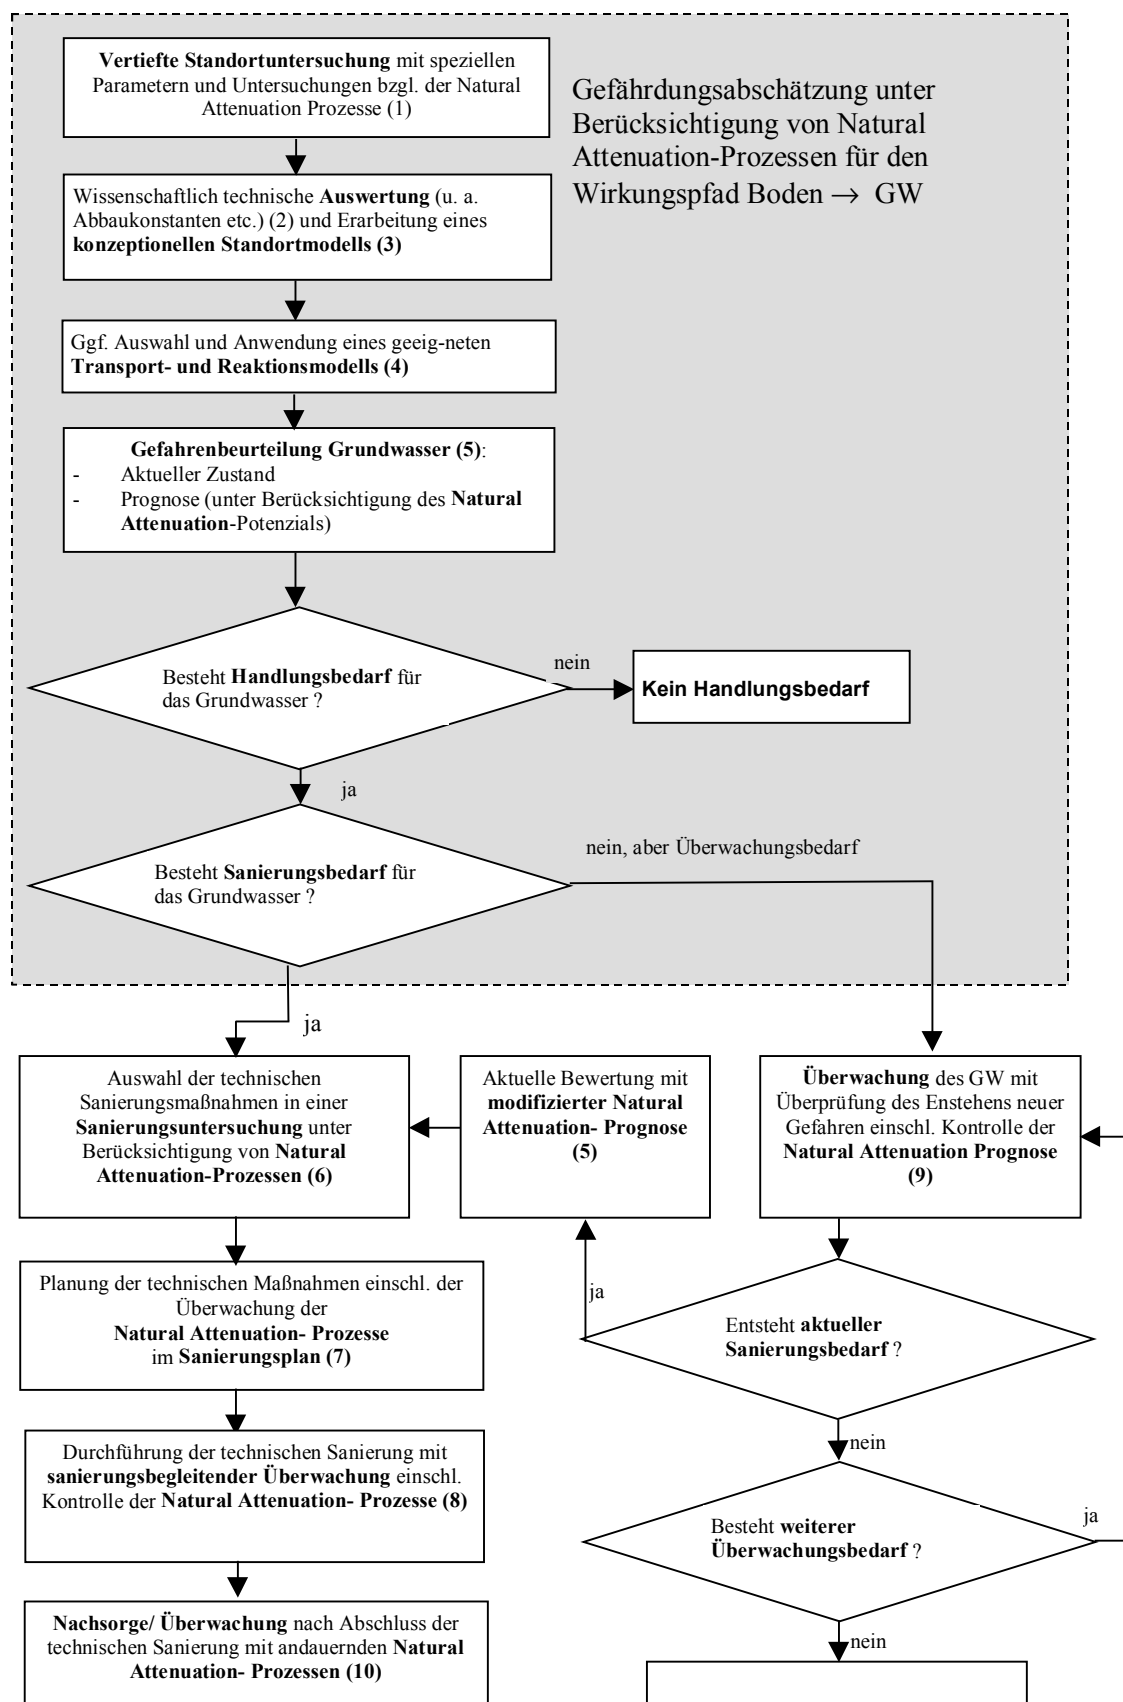 Vertiefte Standortuntersuchung mit speziellen
Parametern und Untersuchungen bzgl. der Natural
Attenuation Prozesse (1)
Gefährdungsabschätzung unter
Berücksichtigung von Natural
Attenuation-Prozessen für den
Wirkungspfad Boden → GW
Wissenschaftlich technische Auswertung (u. a.
Abbaukonstanten etc.) (2) und Erarbeitung eines
konzeptionellen Standortmodells (3)
Ggf. Auswahl und Anwendung eines geeig-neten
Transport- und Reaktionsmodells (4)
Gefahrenbeurteilung Grundwasser (5):
- Aktueller Zustand
- Prognose (unter Berücksichtigung des Natural
Attenuation-Potenzials)
Besteht Handlungsbedarf für
das Grundwasser ?
nein
Kein Handlungsbedarf
ja
Besteht Sanierungsbedarf für
das Grundwasser ?
nein, aber Überwachungsbedarf
ja
Auswahl der technischen
Sanierungsmaßnahmen in einer
Sanierungsuntersuchung unter
Berücksichtigung von Natural
Attenuation-Prozessen (6)
Aktuelle Bewertung mit
modifizierter Natural
Attenuation- Prognose
(5)
Überwachung des GW mit
Überprüfung des Enstehens neuer
Gefahren einschl. Kontrolle der
Natural Attenuation Prognose
(9)
Planung der technischen Maßnahmen einschl. der
Überwachung der
Natural Attenuation- Prozesse
im Sanierungsplan (7)
ja
Entsteht aktueller
Sanierungsbedarf ?
nein
Durchführung der technischen Sanierung mit
sanierungsbegleitender Überwachung einschl.
Kontrolle der Natural Attenuation- Prozesse (8)
Besteht weiterer
Überwachungsbedarf ?
ja
nein
Nachsorge/ Überwachung nach Abschluss der
technischen Sanierung mit andauernden Natural
Attenuation- Prozessen (10)